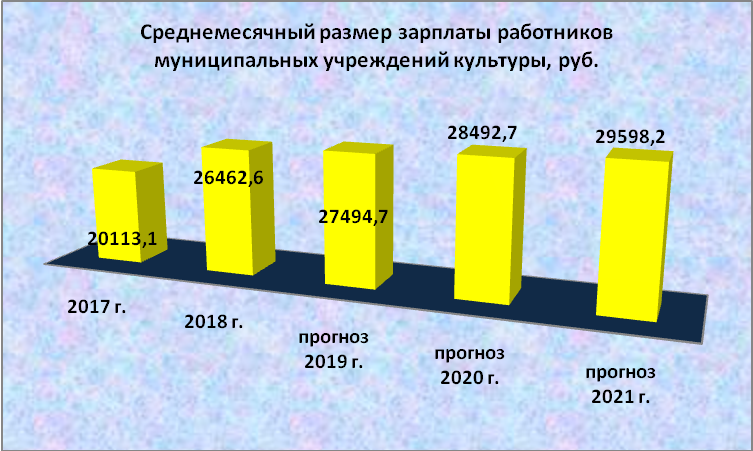 Среднемесячный размер зарплаты работников
муниципальных учреждений культуры, руб.
20113,1
26462,6
27494,7
28492,7
29598,2
2017 г.
2018 г.
прогноз
2019 г.
прогноз
2020 г.
прогноз
2021 г.